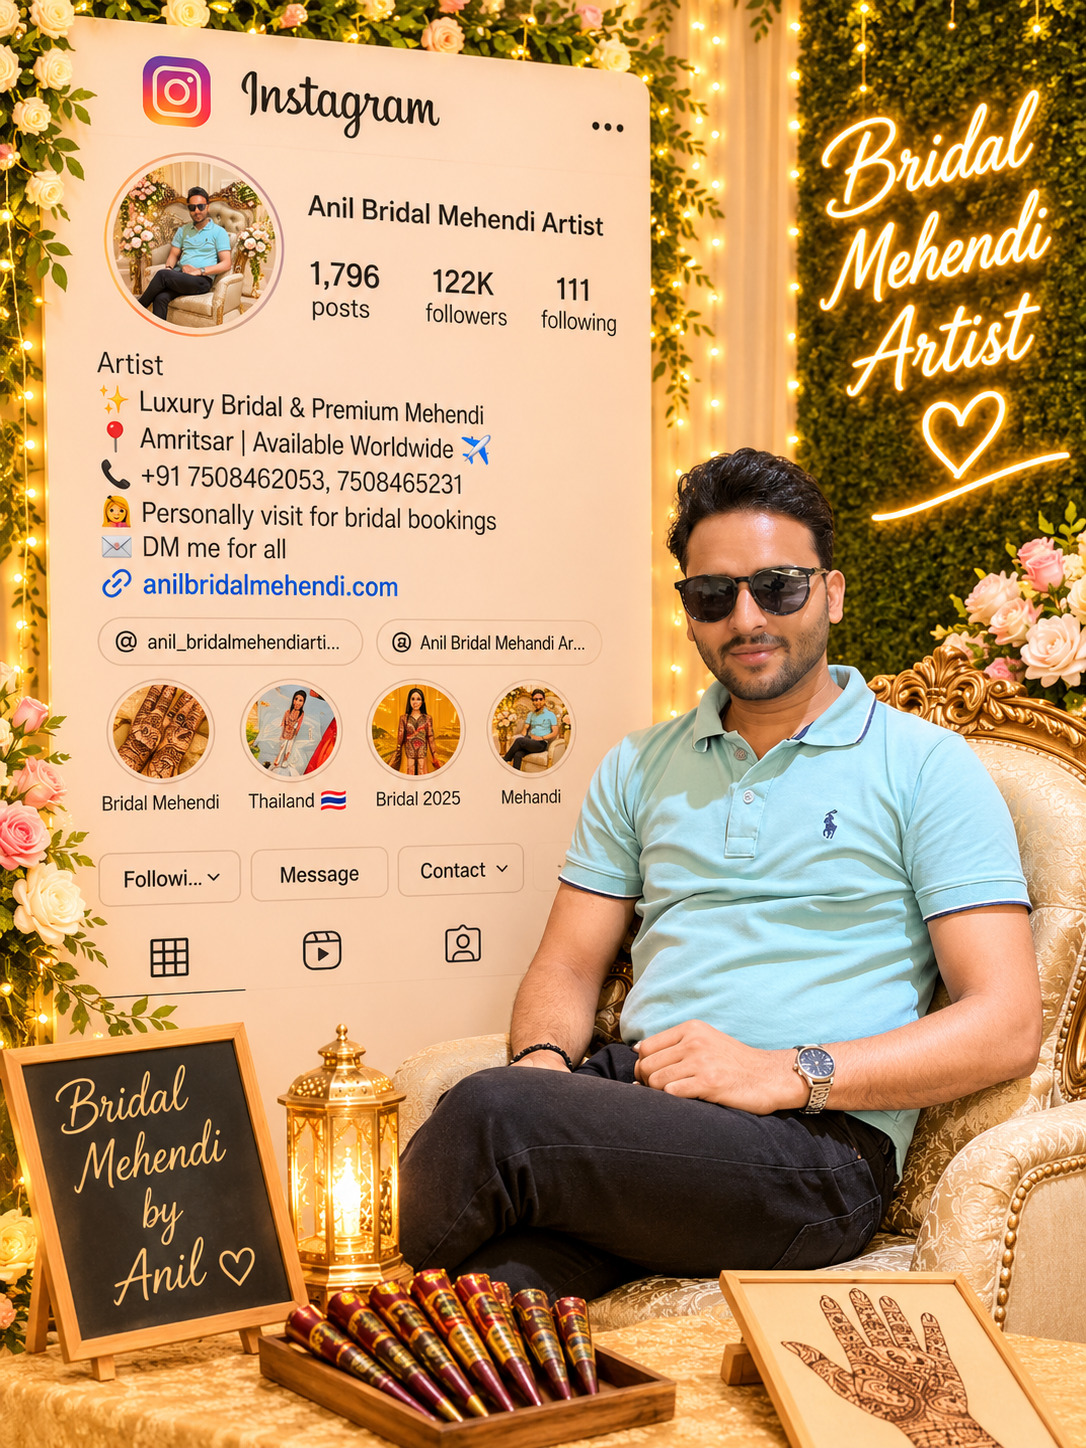 Instagram
Anil Bridal Mehendi Artist
1,796 122K 111
posts followers following
Artist
✨ Luxury Bridal & Premium Mehendi
📍 Amritsar | Available Worldwide ✈️
📞 +91 7508462053, 7508465231
🙋‍♀️ Personally visit for bridal bookings
✉️ DM me for all
🔗 anilbridalmehendi.com
@ anil_bridalmehendiarti...
@ Anil Bridal Mehandi Ar...
Bridal Mehendi
Thailand 🇹🇭
Bridal 2025
Mehandi
Followi...
Message
Contact
Bridal
Mehendi
Artist
Bridal
Mehendi
by
Anil